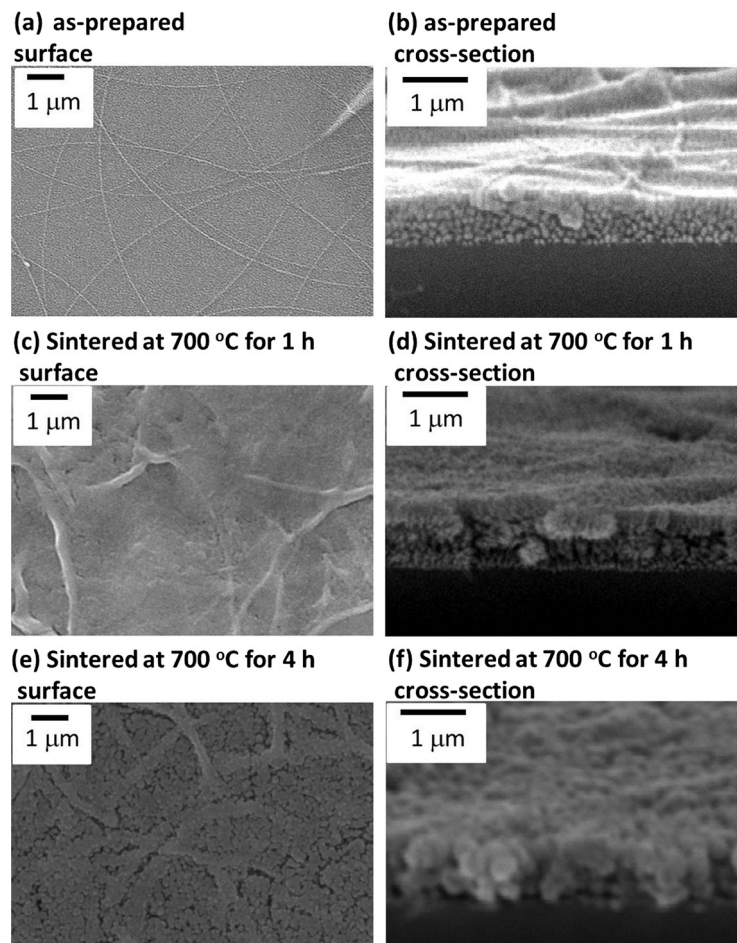 (a) as-prepared
surface
1 μm
(b) as-prepared
cross-section
1 μm
(c) Sintered at 700 °C for 1 h
surface
1 μm
(d) Sintered at 700 °C for 1 h
cross-section
1 μm
(e) Sintered at 700 °C for 4 h
surface
1 μm
(f) Sintered at 700 °C for 4 h
cross-section
1 μm